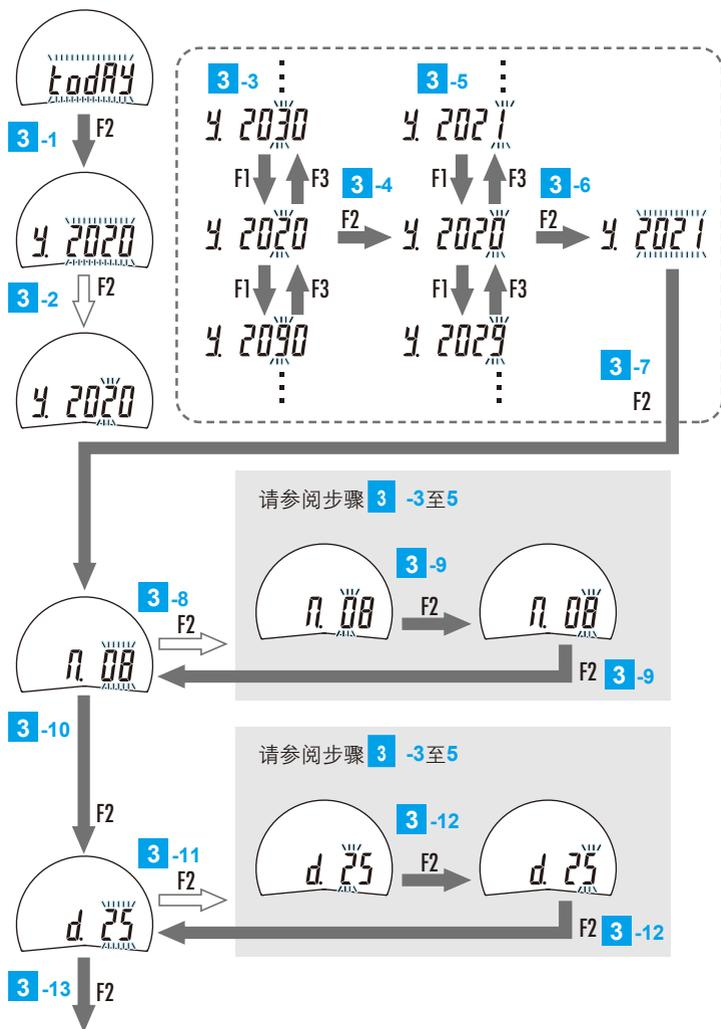 todAY
3 -1 F2
y. 2020
3 -2 F2
y. 2020
3 -3
y. 2030
F1 F3
3 -4
y. 2020
F2
F1 F3
y. 2090
3 -5
y. 2021
F1 F3
3 -6
y. 2020
F2
y. 2021
F1 F3
y. 2029
3 -7
F2
3 -8
F2
n. 08
请参阅步骤 3 -3至5
3 -9
n. 08
F2
n. 08
F2 3 -9
3 -10
F2
3 -11
F2
d. 25
请参阅步骤 3 -3至5
3 -12
d. 25
F2
d. 25
F2 3 -12
3 -13 F2